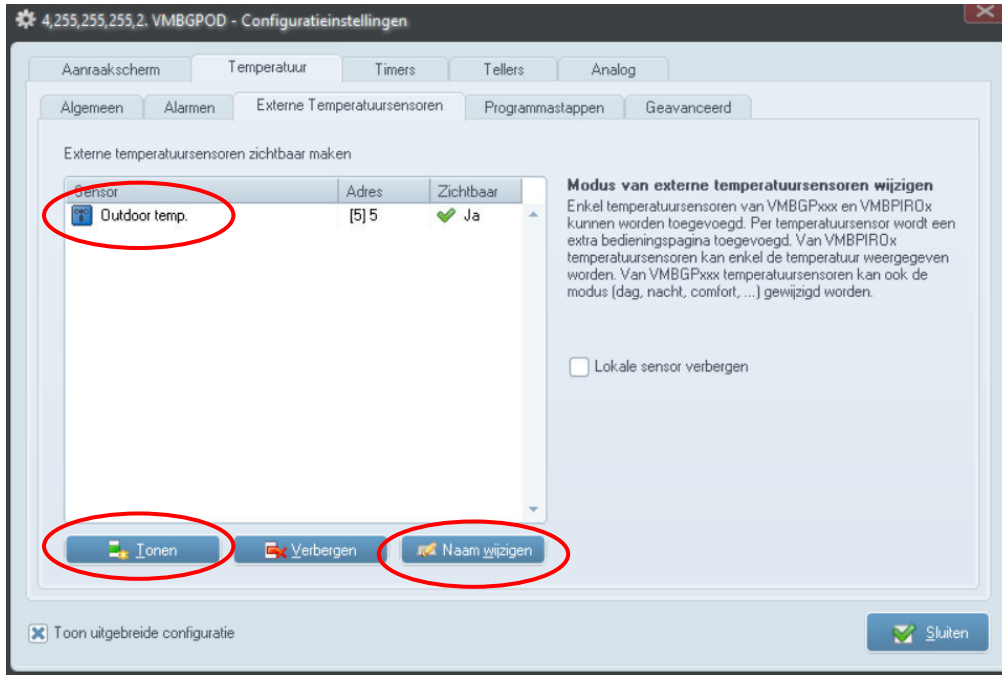 4,255,255,255,2. VMBGPOD - Configuratieinstellingen
Aanraakscherm Temperatuur Timers Tellers Analog
Algemeen Alarmen Externe Temperatuursensoren Programmastappen Geavanceerd
Externe temperatuursensoren zichtbaar maken
Sensor Adres Zichtbaar
Outdoor temp. [5] 5 Ja
Modus van externe temperatuursensoren wijzigen
Enkel temperatuursensoren van VMBGPxxx en VMBPIROx
kunnen worden toegevoegd. Per temperatuursensor wordt een
extra bedieningspagina toegevoegd. Van VMBPIROx
temperatuursensoren kan enkel de temperatuur weergegeven
worden. Van VMBGPxxx temperatuursensoren kan ook de
modus (dag, nacht, comfort, ...) gewijzigd worden.
Lokale sensor verbergen
Tonen Verbergen Naam wijzigen
Toon uitgebreide configuratie
Sluiten